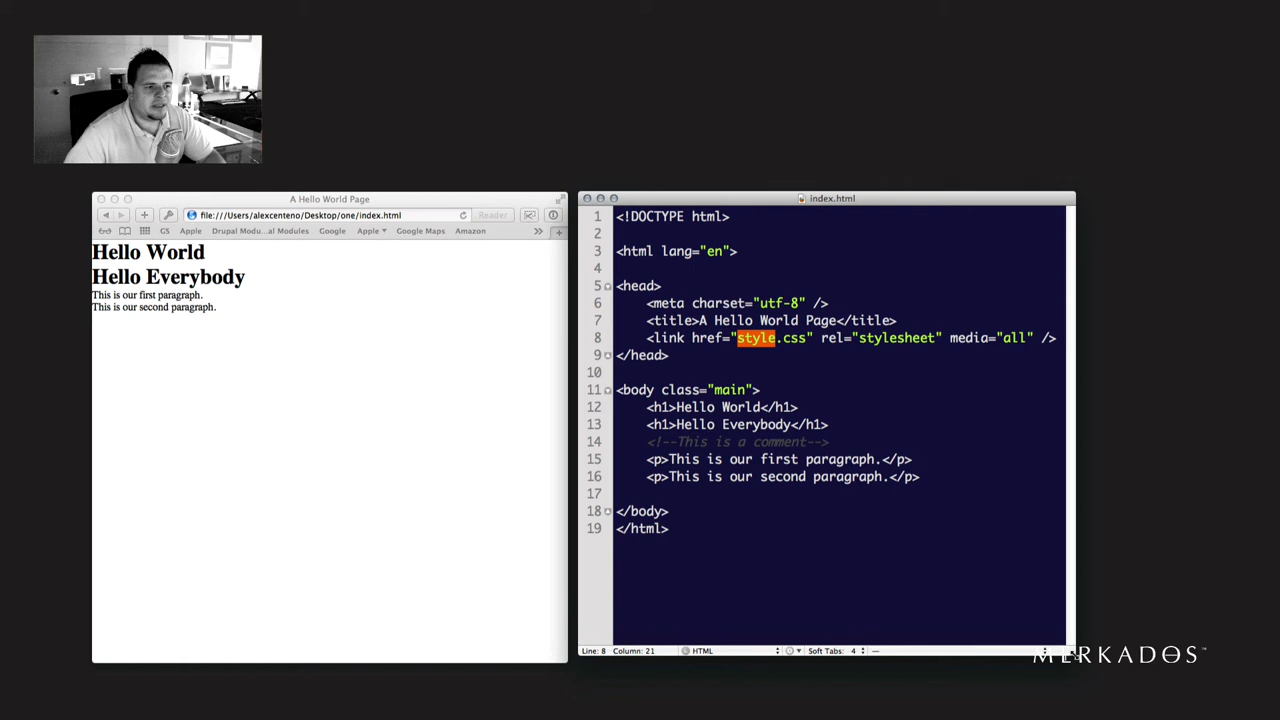 A Hello World Page
file:///Users/alexcenteno/Desktop/one/index.html
Reader
GS Apple Drupal Modu...al Modules Google Apple Google Maps Amazon
Hello World
Hello Everybody
This is our first paragraph.
This is our second paragraph.
index.html
1 <!DOCTYPE html>
2
3 <html lang="en">
4
5 <head>
6 <meta charset="utf-8" />
7 <title>A Hello World Page</title>
8 <link href="style.css" rel="stylesheet" media="all" />
9 </head>
10
11 <body class="main">
12 <h1>Hello World</h1>
13 <h1>Hello Everybody</h1>
14 <!--This is a comment-->
15 <p>This is our first paragraph.</p>
16 <p>This is our second paragraph.</p>
17
18 </body>
19 </html>
Line: 8 Column: 21 HTML Soft Tabs: 4 —
MERKADOS™